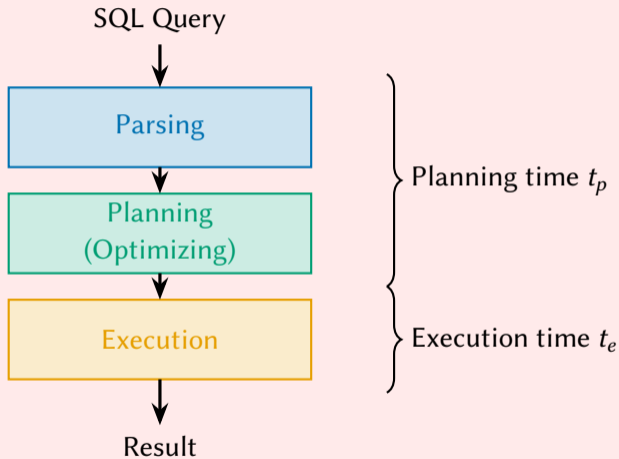 SQL Query
Parsing
Planning time t_p
Planning
(Optimizing)
Execution
Execution time t_e
Result